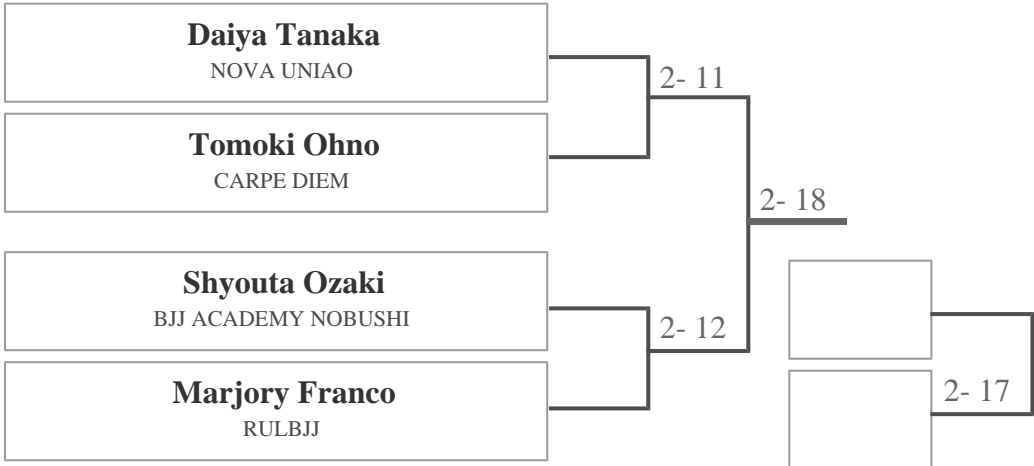 Daiya Tanaka
NOVA UNIAO
2- 11
Tomoki Ohno
CARPE DIEM
2- 18
Shyouta Ozaki
BJJ ACADEMY NOBUSHI
2- 12
Marjory Franco
RULBJJ
2- 17